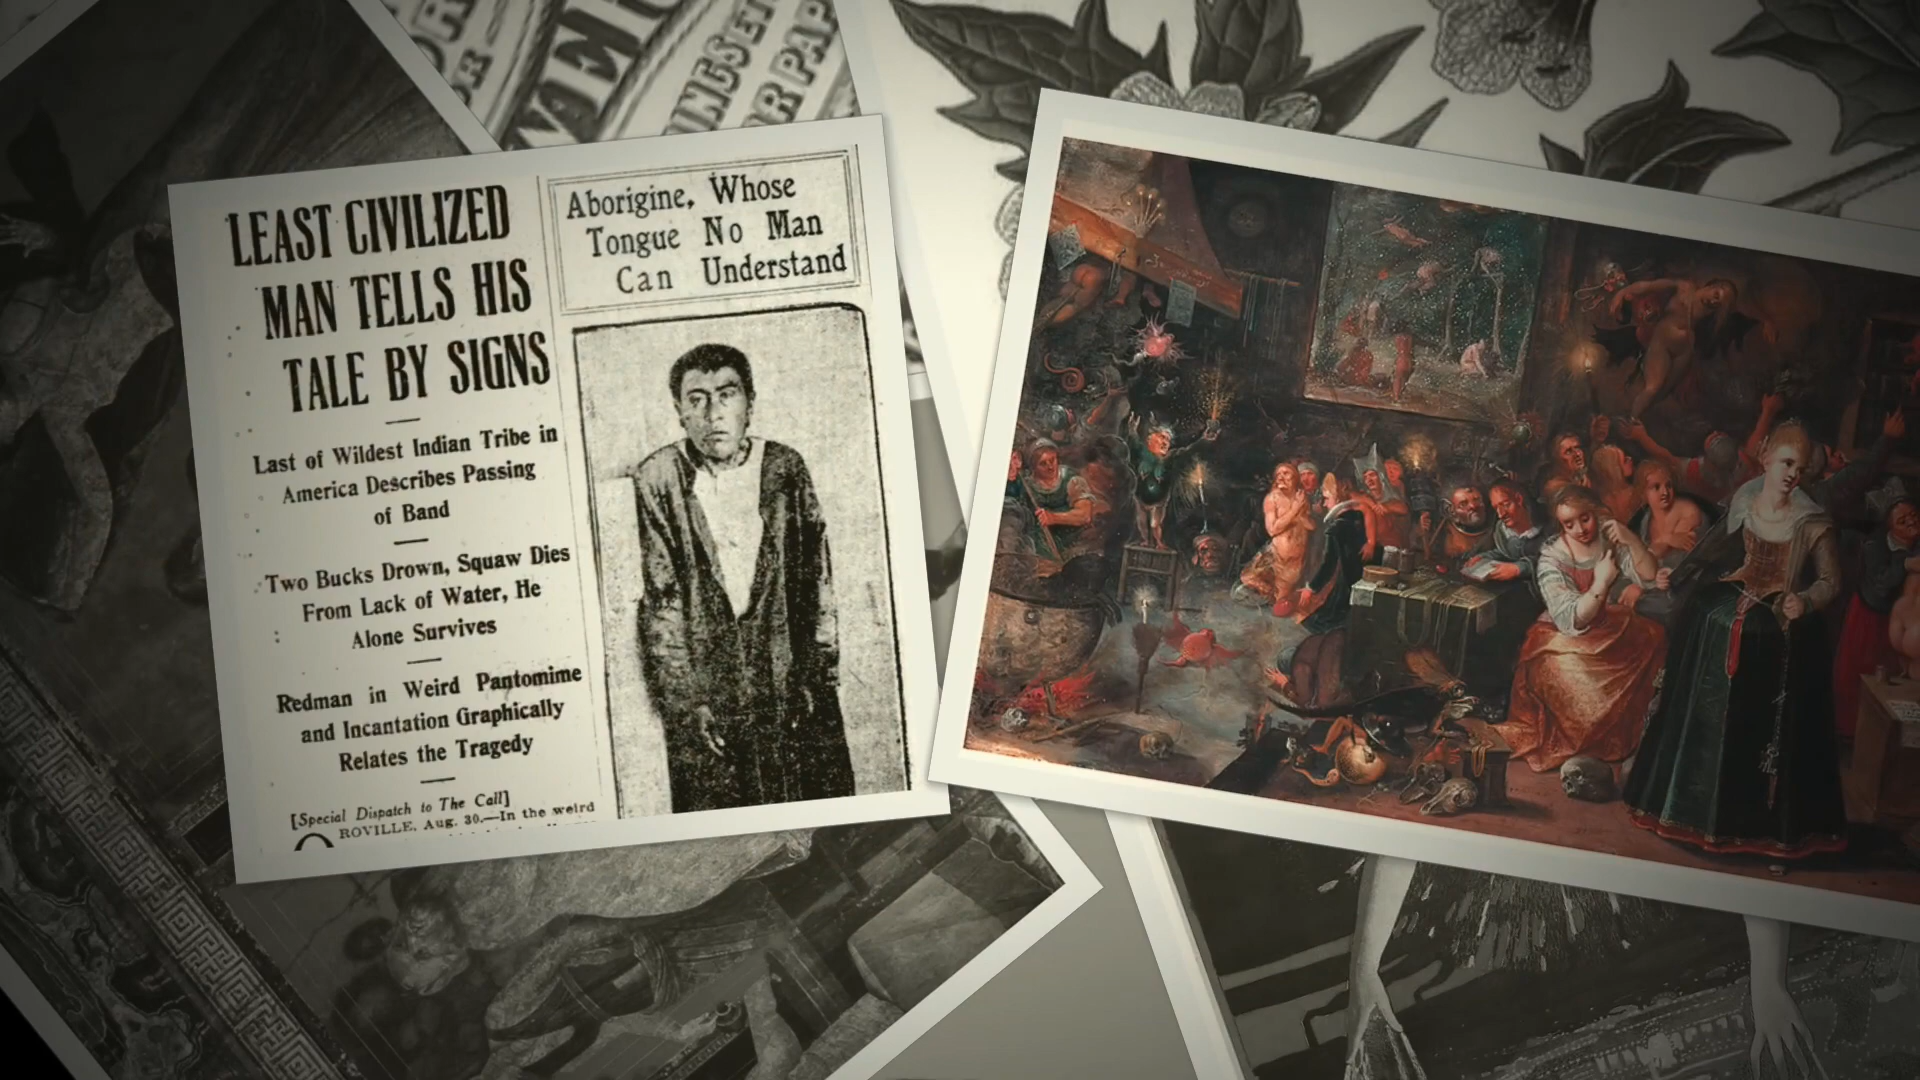 LEAST CIVILIZED
MAN TELLS HIS
TALE BY SIGNS
Last of Wildest Indian Tribe in
America Describes Passing
of Band
Two Bucks Drown, Squaw Dies
From Lack of Water, He
Alone Survives
Redman in Weird Pantomime
and Incantation Graphically
Relates the Tragedy
[Special Dispatch to The Call]
OROVILLE, Aug. 30.—In the weird
Aborigine, Whose
Tongue No Man
Can Understand